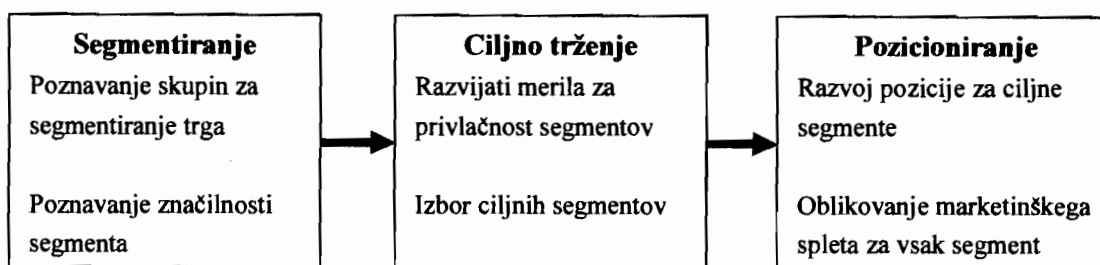 Segmentiranje
Poznavanje skupin za
segmentiranje trga
Poznavanje značilnosti
segmenta
Ciljno trženje
Razvijati merila za
privlačnost segmentov
Izbor ciljnih segmentov
Pozicioniranje
Razvoj pozicije za ciljne
segmente
Oblikovanje marketinškega
spleta za vsak segment